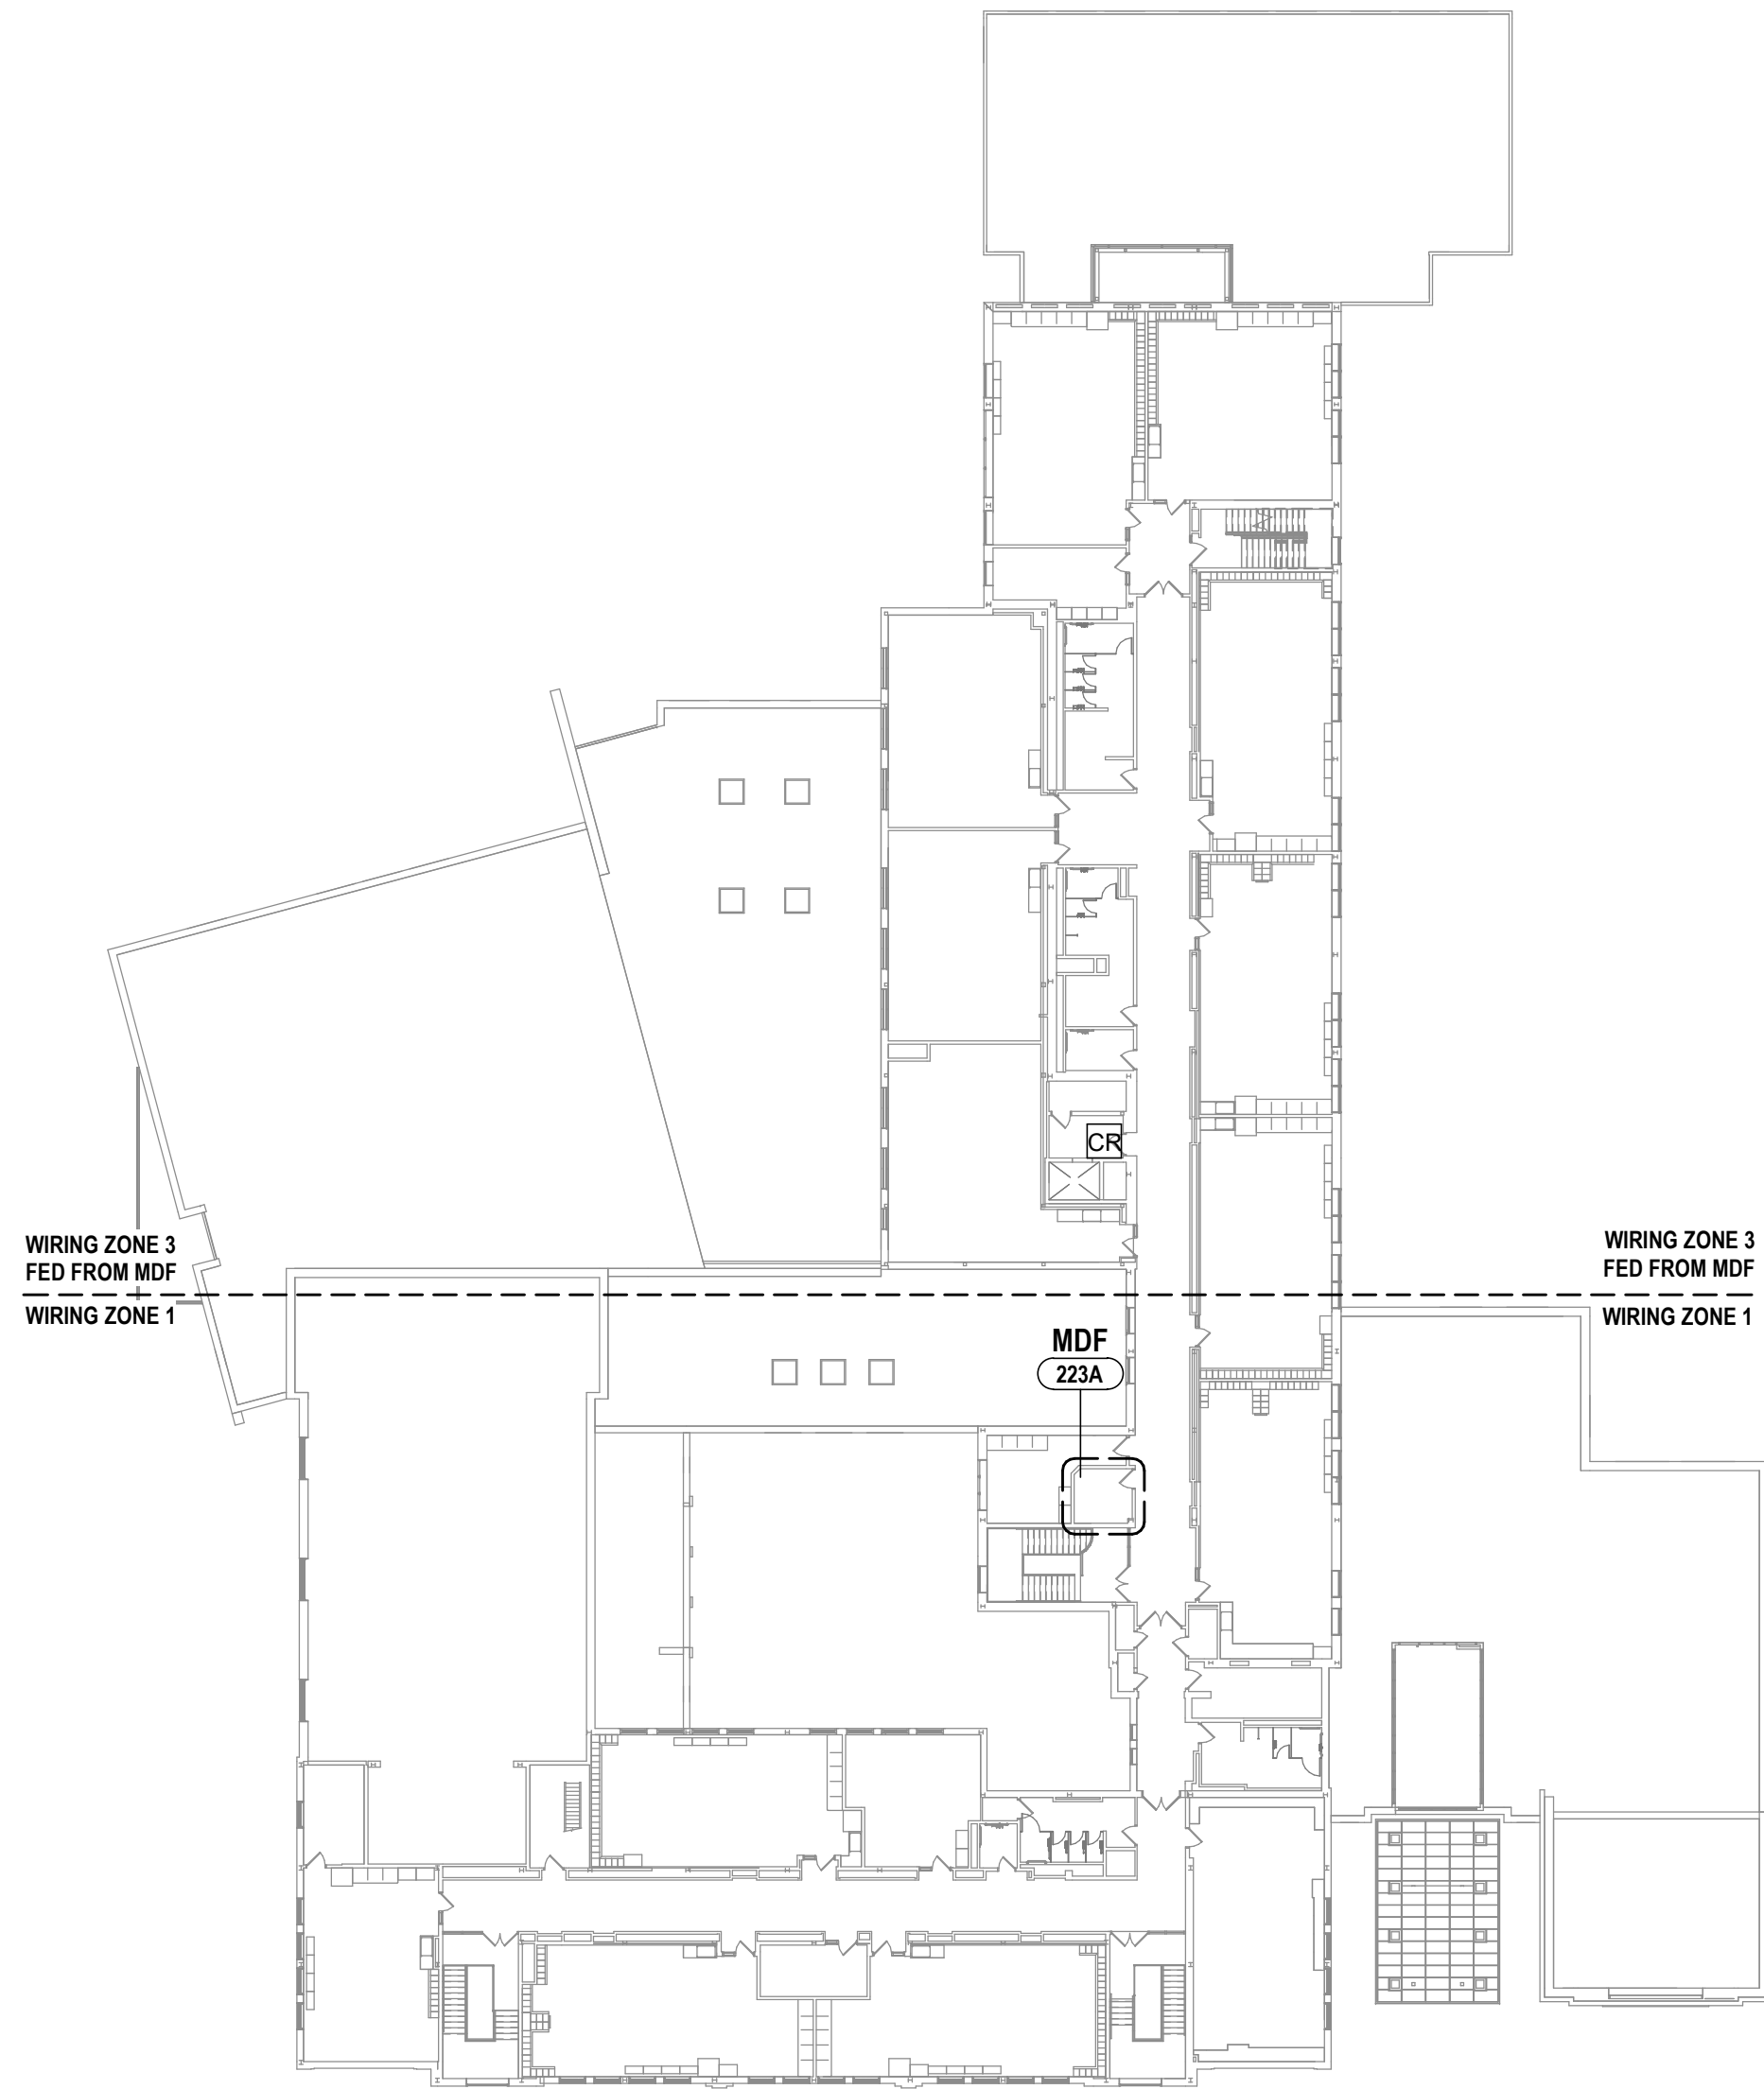 CR
WIRING ZONE 3
FED FROM MDF
WIRING ZONE 1
WIRING ZONE 3
FED FROM MDF
WIRING ZONE 1
MDF
223A